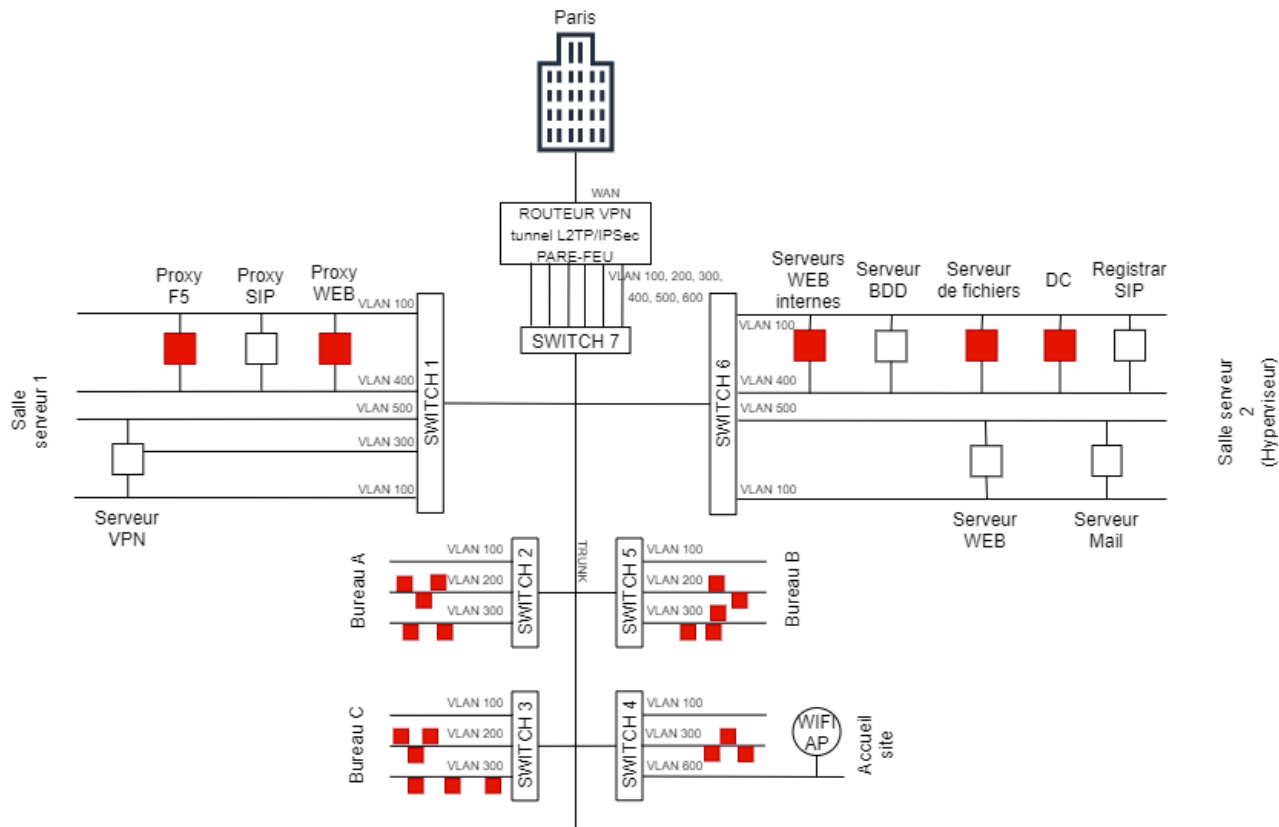 Paris
WAN
ROUTEUR VPN
tunnel L2TP/IPSec
PARE-FEU
VLAN 100, 200, 300,
400, 500, 600
SWITCH 7
Salle
serveur 1
Proxy
F5
Proxy
SIP
Proxy
WEB
VLAN 100
VLAN 400
VLAN 500
VLAN 300
VLAN 100
Serveur
VPN
SWITCH 1
SWITCH 6
Serveurs
WEB
internes
Serveur
BDD
Serveur
de fichiers
DC
Registrar
SIP
VLAN 100
VLAN 400
VLAN 500
VLAN 100
Serveur
WEB
Serveur
Mail
Salle serveur
2
(Hyperviseur)
TRUNK
Bureau A
VLAN 100
VLAN 200
VLAN 300
SWITCH 2
SWITCH 5
VLAN 100
VLAN 200
VLAN 300
Bureau B
Bureau C
VLAN 100
VLAN 200
VLAN 300
SWITCH 3
SWITCH 4
VLAN 100
VLAN 300
VLAN 600
WIFI
AP
Accueil
site